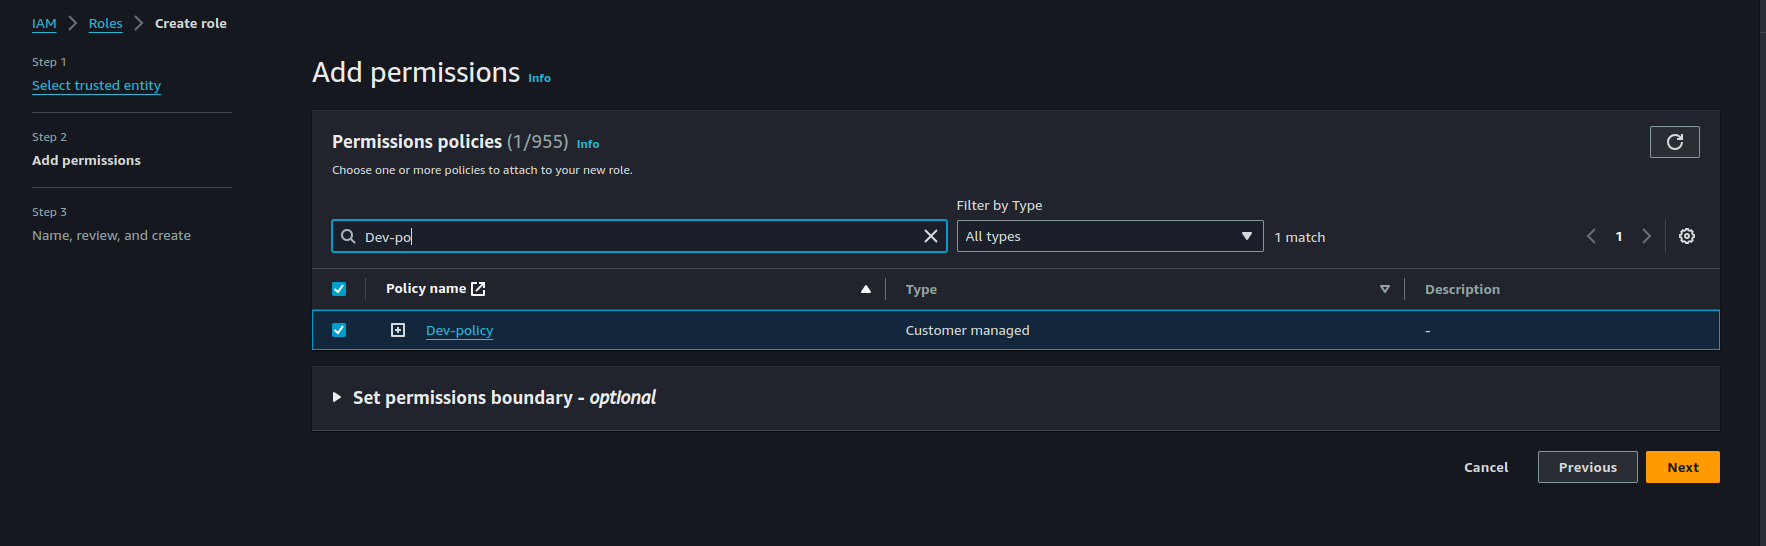 IAM > Roles > Create role
Step 1
Select trusted entity
Step 2
Add permissions
Step 3
Name, review, and create
Add permissions Info
Permissions policies (1/955) Info
Choose one or more policies to attach to your new role.
Filter by Type
Dev-po
All types
1 match
1
Policy name
Type
Description
Dev-policy
Customer managed
-
Set permissions boundary - optional
Cancel
Previous
Next